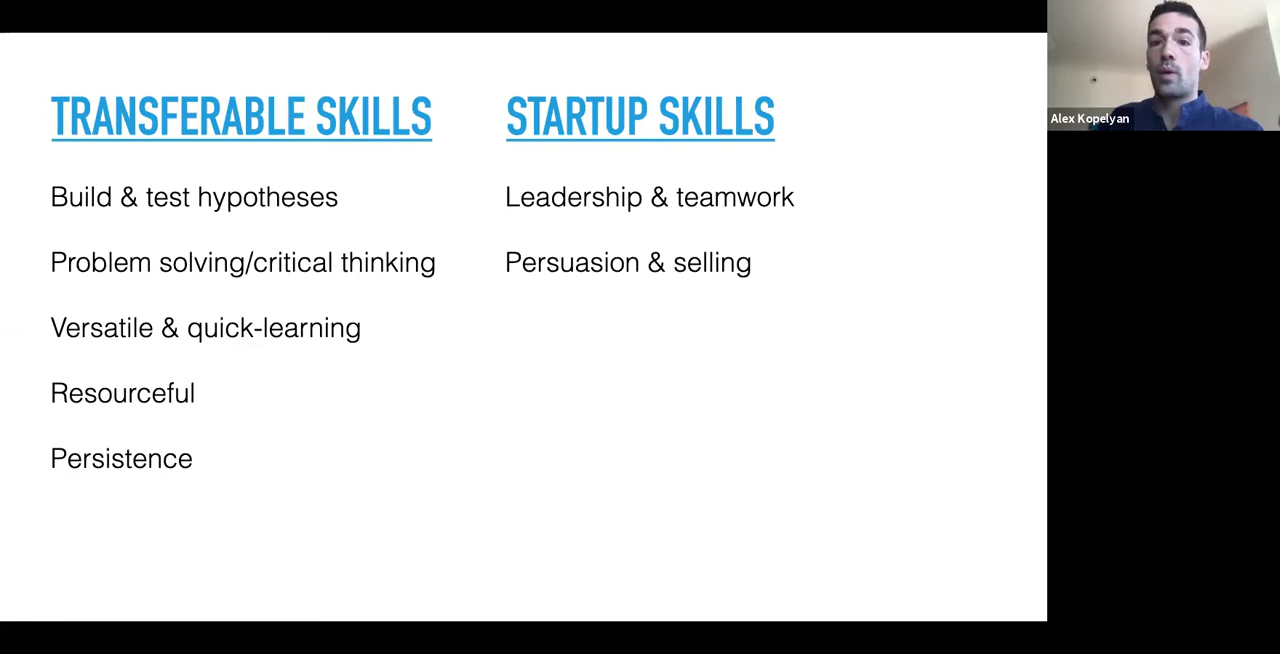 TRANSFERABLE SKILLS
Build & test hypotheses
Problem solving/critical thinking
Versatile & quick-learning
Resourceful
Persistence
STARTUP SKILLS
Leadership & teamwork
Persuasion & selling
Alex Kopelyan